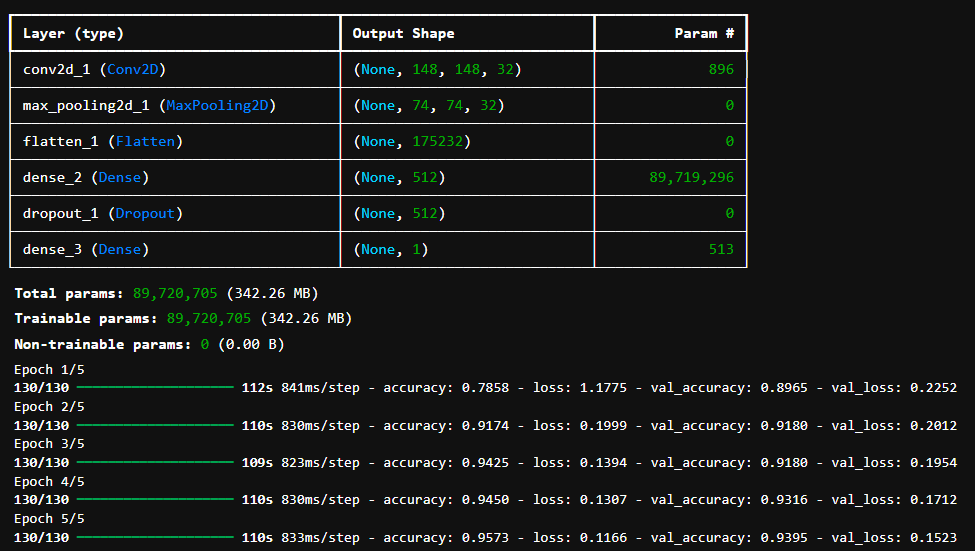 Layer (type) Output Shape Param #
conv2d_1 (Conv2D) (None, 148, 148, 32) 896
max_pooling2d_1 (MaxPooling2D) (None, 74, 74, 32) 0
flatten_1 (Flatten) (None, 175232) 0
dense_2 (Dense) (None, 512) 89,719,296
dropout_1 (Dropout) (None, 512) 0
dense_3 (Dense) (None, 1) 513
Total params: 89,720,705 (342.26 MB)
Trainable params: 89,720,705 (342.26 MB)
Non-trainable params: 0 (0.00 B)
Epoch 1/5
130/130 ━━━━━━━━━━━━━━━━━━━━ 112s 841ms/step - accuracy: 0.7858 - loss: 1.1775 - val_accuracy: 0.8965 - val_loss: 0.2252
Epoch 2/5
130/130 ━━━━━━━━━━━━━━━━━━━━ 110s 830ms/step - accuracy: 0.9174 - loss: 0.1999 - val_accuracy: 0.9180 - val_loss: 0.2012
Epoch 3/5
130/130 ━━━━━━━━━━━━━━━━━━━━ 109s 823ms/step - accuracy: 0.9425 - loss: 0.1394 - val_accuracy: 0.9180 - val_loss: 0.1954
Epoch 4/5
130/130 ━━━━━━━━━━━━━━━━━━━━ 110s 830ms/step - accuracy: 0.9450 - loss: 0.1307 - val_accuracy: 0.9316 - val_loss: 0.1712
Epoch 5/5
130/130 ━━━━━━━━━━━━━━━━━━━━ 110s 833ms/step - accuracy: 0.9573 - loss: 0.1166 - val_accuracy: 0.9395 - val_loss: 0.1523